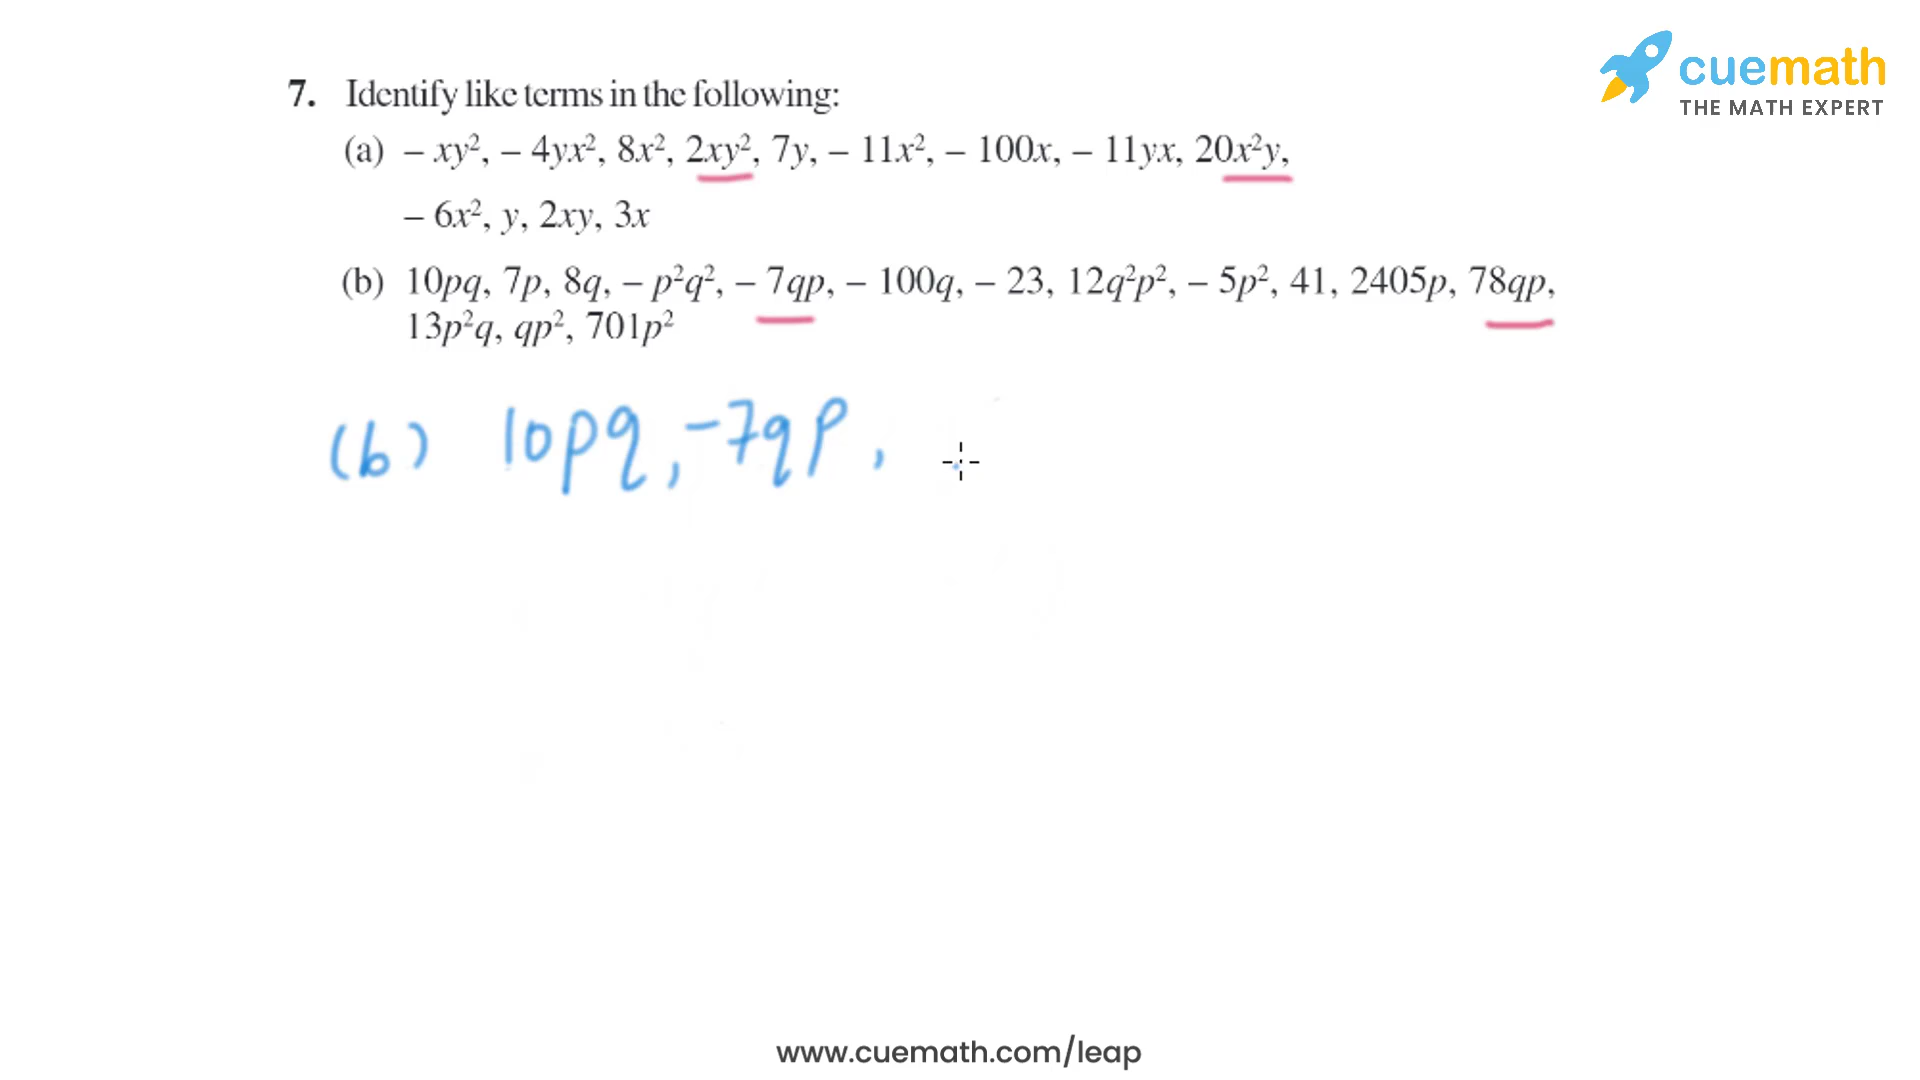 cuemath
THE MATH EXPERT
7. Identify like terms in the following:
(a) – xy², – 4yx², 8x², 2xy², 7y, – 11x², – 100x, – 11yx, 20x²y,
– 6x², y, 2xy, 3x
(b) 10pq, 7p, 8q, – p²q², – 7qp, – 100q, – 23, 12q²p², – 5p², 41, 2405p, 78qp,
13p²q, qp², 701p²
(b) 10pq, -7qp,
www.cuemath.com/leap